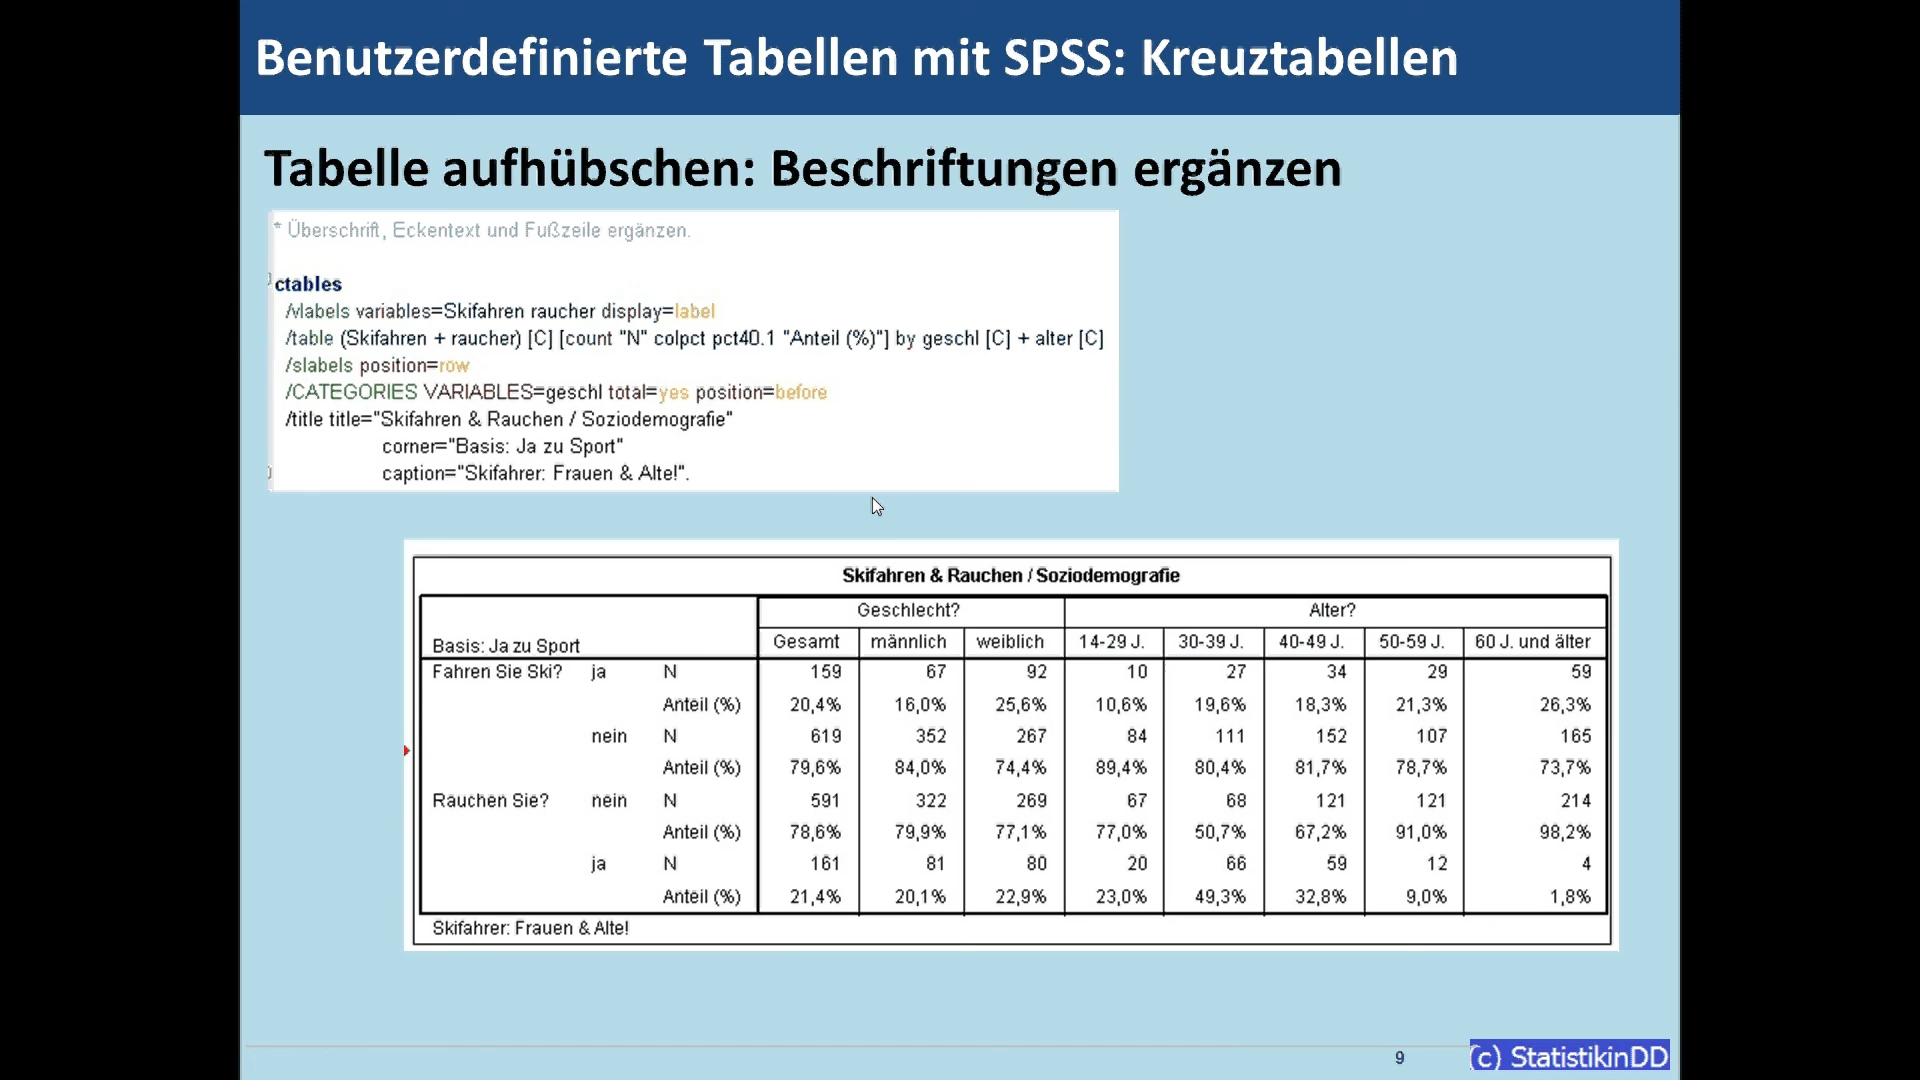 Benutzerdefinierte Tabellen mit SPSS: Kreuztabellen
Tabelle aufhübschen: Beschriftungen ergänzen
* Überschrift, Eckentext und Fußzeile ergänzen.
ctables
/vlabels variables=Skifahren raucher display=label
/table (Skifahren + raucher) [C] [count "N" colpct pct40.1 "Anteil (%)"] by geschl [C] + alter [C]
/slabels position=row
/CATEGORIES VARIABLES=geschl total=yes position=before
/title title="Skifahren & Rauchen / Soziodemografie"
corner="Basis: Ja zu Sport"
caption="Skifahrer: Frauen & Alte!".
Skifahren & Rauchen / Soziodemografie
Geschlecht? Alter?
Basis: Ja zu Sport Gesamt männlich weiblich 14-29 J. 30-39 J. 40-49 J. 50-59 J. 60 J. und älter
Fahren Sie Ski? ja N 159 67 92 10 27 34 29 59
Anteil (%) 20,4% 16,0% 25,6% 10,6% 19,6% 18,3% 21,3% 26,3%
nein N 619 352 267 84 111 152 107 165
Anteil (%) 79,6% 84,0% 74,4% 89,4% 80,4% 81,7% 78,7% 73,7%
Rauchen Sie? nein N 591 322 269 67 68 121 121 214
Anteil (%) 78,6% 79,9% 77,1% 77,0% 50,7% 67,2% 91,0% 98,2%
ja N 161 81 80 20 66 59 12 4
Anteil (%) 21,4% 20,1% 22,9% 23,0% 49,3% 32,8% 9,0% 1,8%
Skifahrer: Frauen & Alte!
9
(c) StatistikinDD